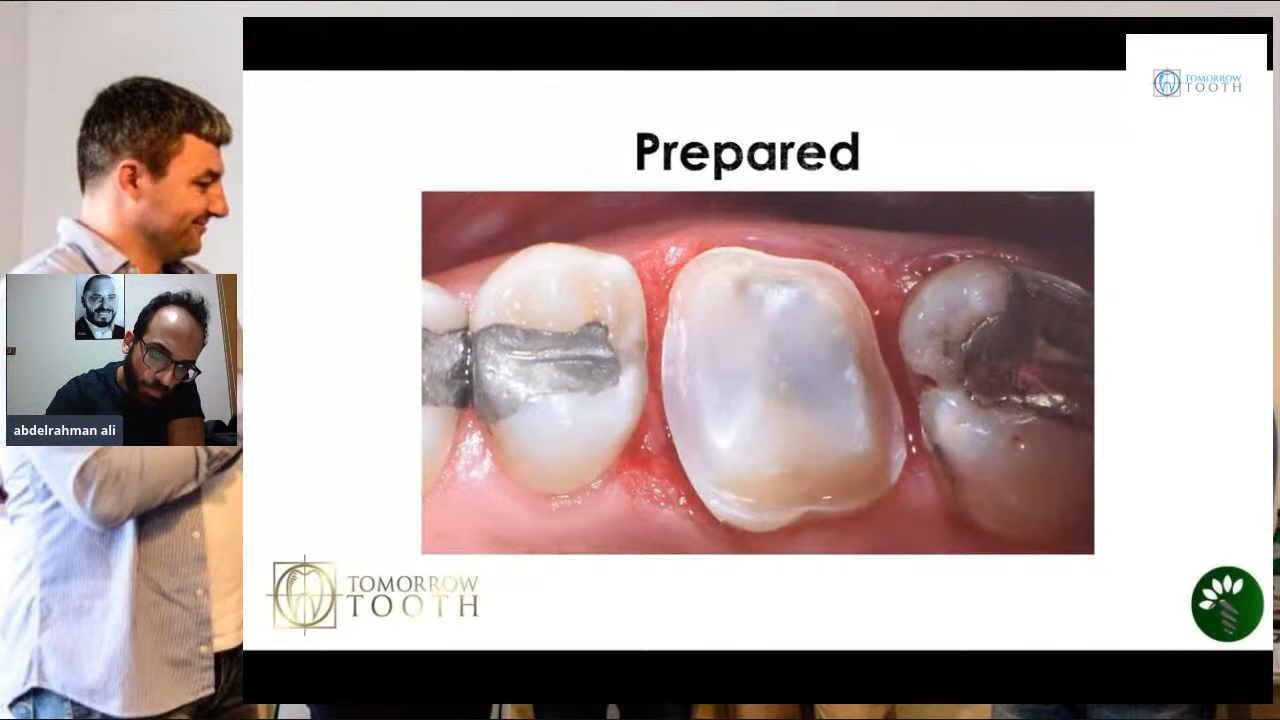 TOMORROW
TOOTH
Prepared
abdelrahman ali
TOMORROW
TOOTH